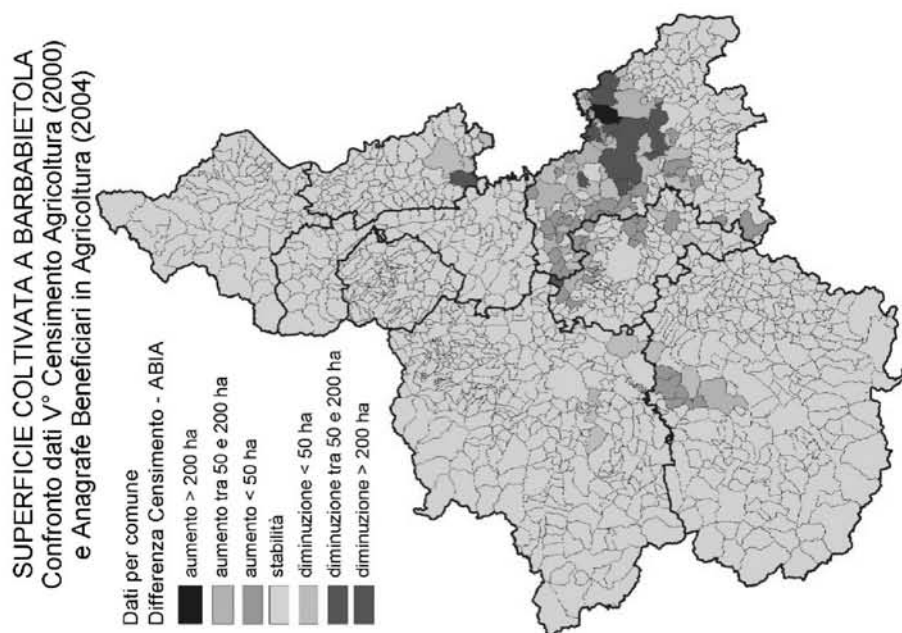 SUPERFICIE COLTIVATA A BARBABIETOLA
Confronto dati V° Censimento Agricoltura (2000)
e Anagrafe Beneficiari in Agricoltura (2004)
Dati per comune
Differenza Censimento - ABIA
aumento > 200 ha
aumento tra 50 e 200 ha
aumento < 50 ha
stabilità
diminuzione < 50 ha
diminuzione tra 50 e 200 ha
diminuzione > 200 ha